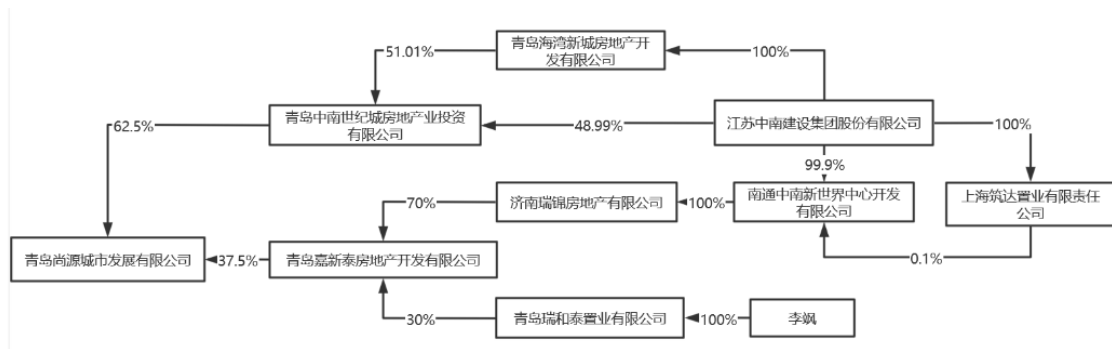 青岛海湾新城房地产开
发有限公司
51.01%
100%
青岛中南世纪城房地产业投资
有限公司
62.5%
48.99%
江苏中南建设集团股份有限公司
100%
99.9%
济南瑞锦房地产有限公司
70%
100%
南通中南新世界中心开发
有限公司
上海筑达置业有限责任
公司
青岛尚源城市发展有限公司
37.5%
青岛嘉新泰房地产开发有限公司
0.1%
30%
青岛瑞和泰置业有限公司
100%
李飒